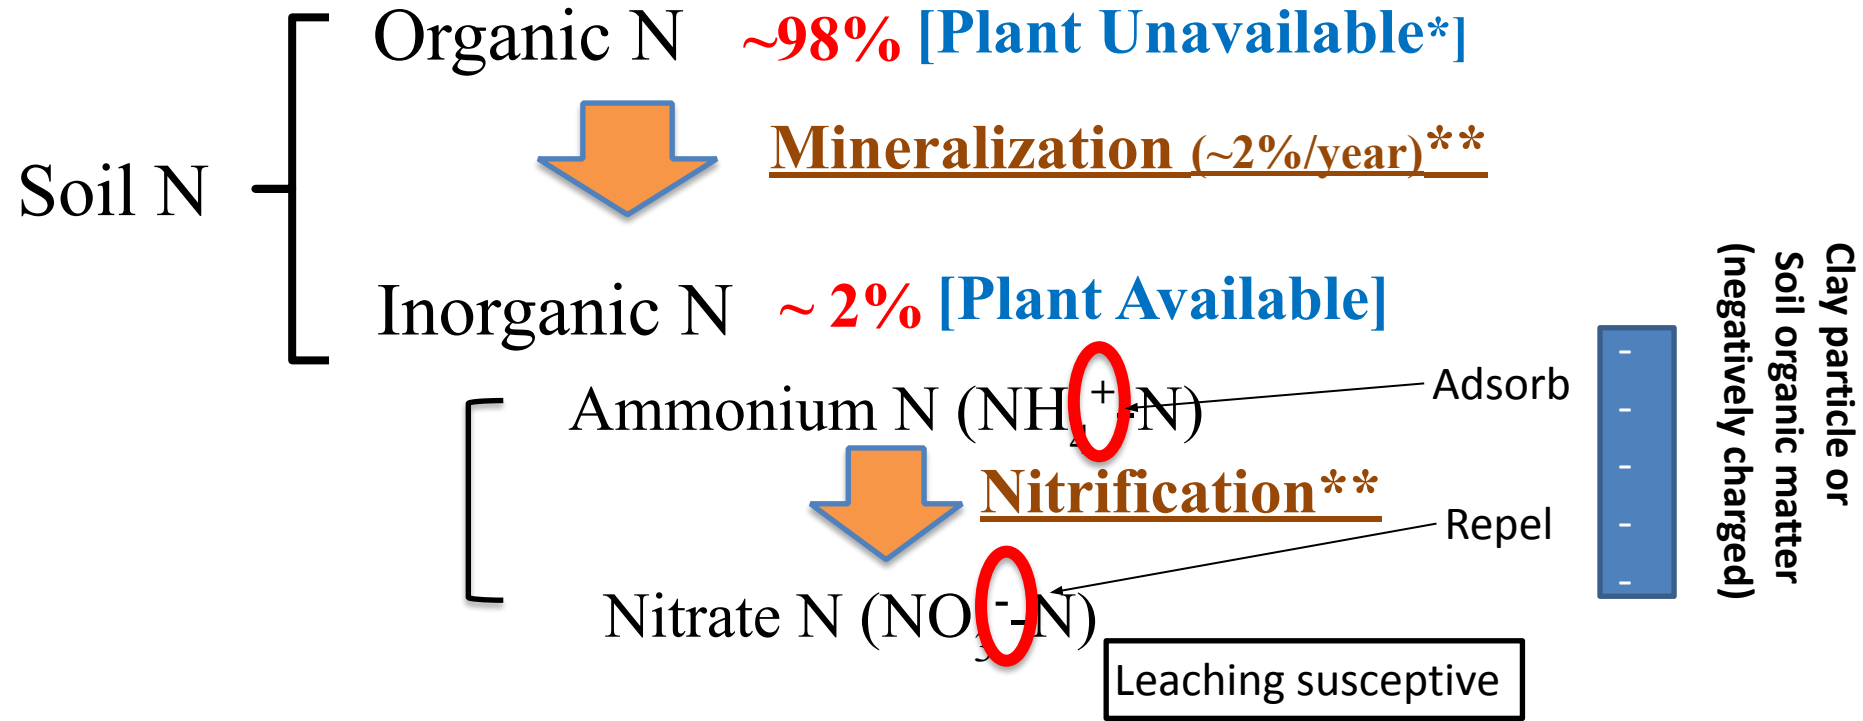 Organic N ~98% [Plant Unavailable*]
Mineralization (~2%/year)**
Soil N
Inorganic N ~ 2% [Plant Available]
Ammonium N (NH4+-N)
Adsorb
Nitrification**
Repel
Nitrate N (NO3--N)
Leaching susceptive
Clay particle or
Soil organic matter
(negatively charged)
-
-
-
-
-